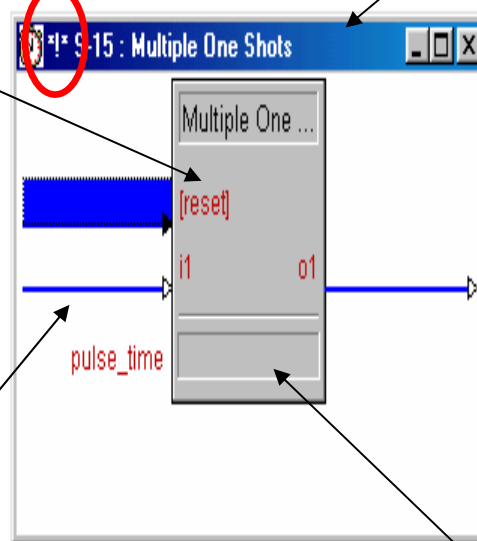 *!* S-15 : Multiple One Shots
Multiple One ...
[reset]
i1 o1
pulse_time